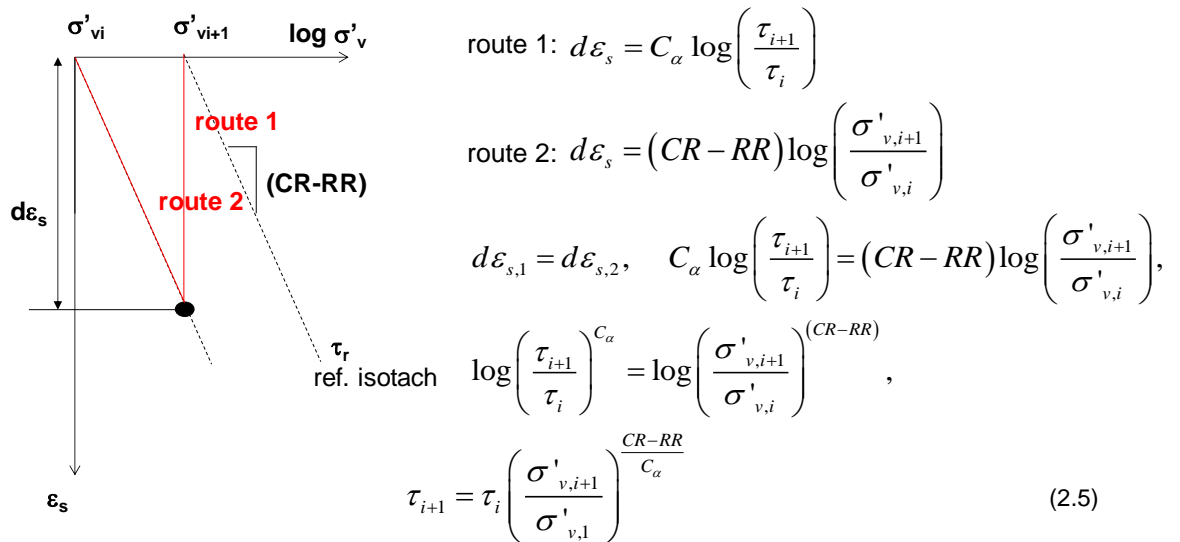 σ'vi σ'vi+1 log σ'v
route 1: dεs = Cα log(τi+1 / τi)
route 1
route 2: dεs = (CR − RR) log(σ'v,i+1 / σ'v,i)
(CR-RR)
route 2
dεs
dεs,1 = dεs,2, Cα log(τi+1 / τi) = (CR − RR) log(σ'v,i+1 / σ'v,i),
τr
ref. isotach
log(τi+1 / τi)^Cα = log(σ'v,i+1 / σ'v,i)^(CR−RR) ,
τi+1 = τi (σ'v,i+1 / σ'v,1)^((CR−RR)/Cα) (2.5)
εs